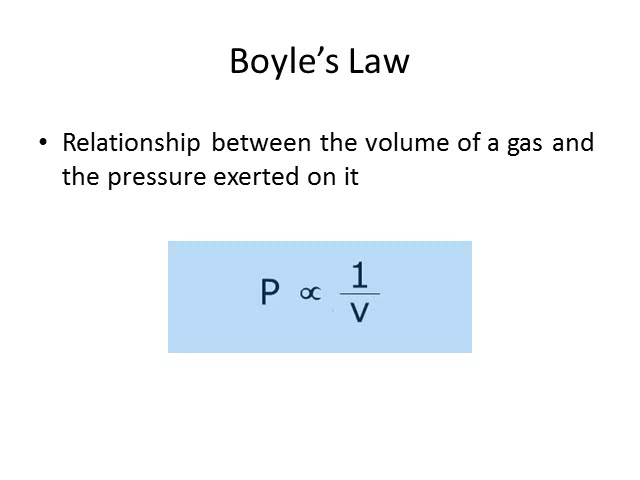 Boyle’s Law
• Relationship between the volume of a gas and
the pressure exerted on it
P ∝ 1/v